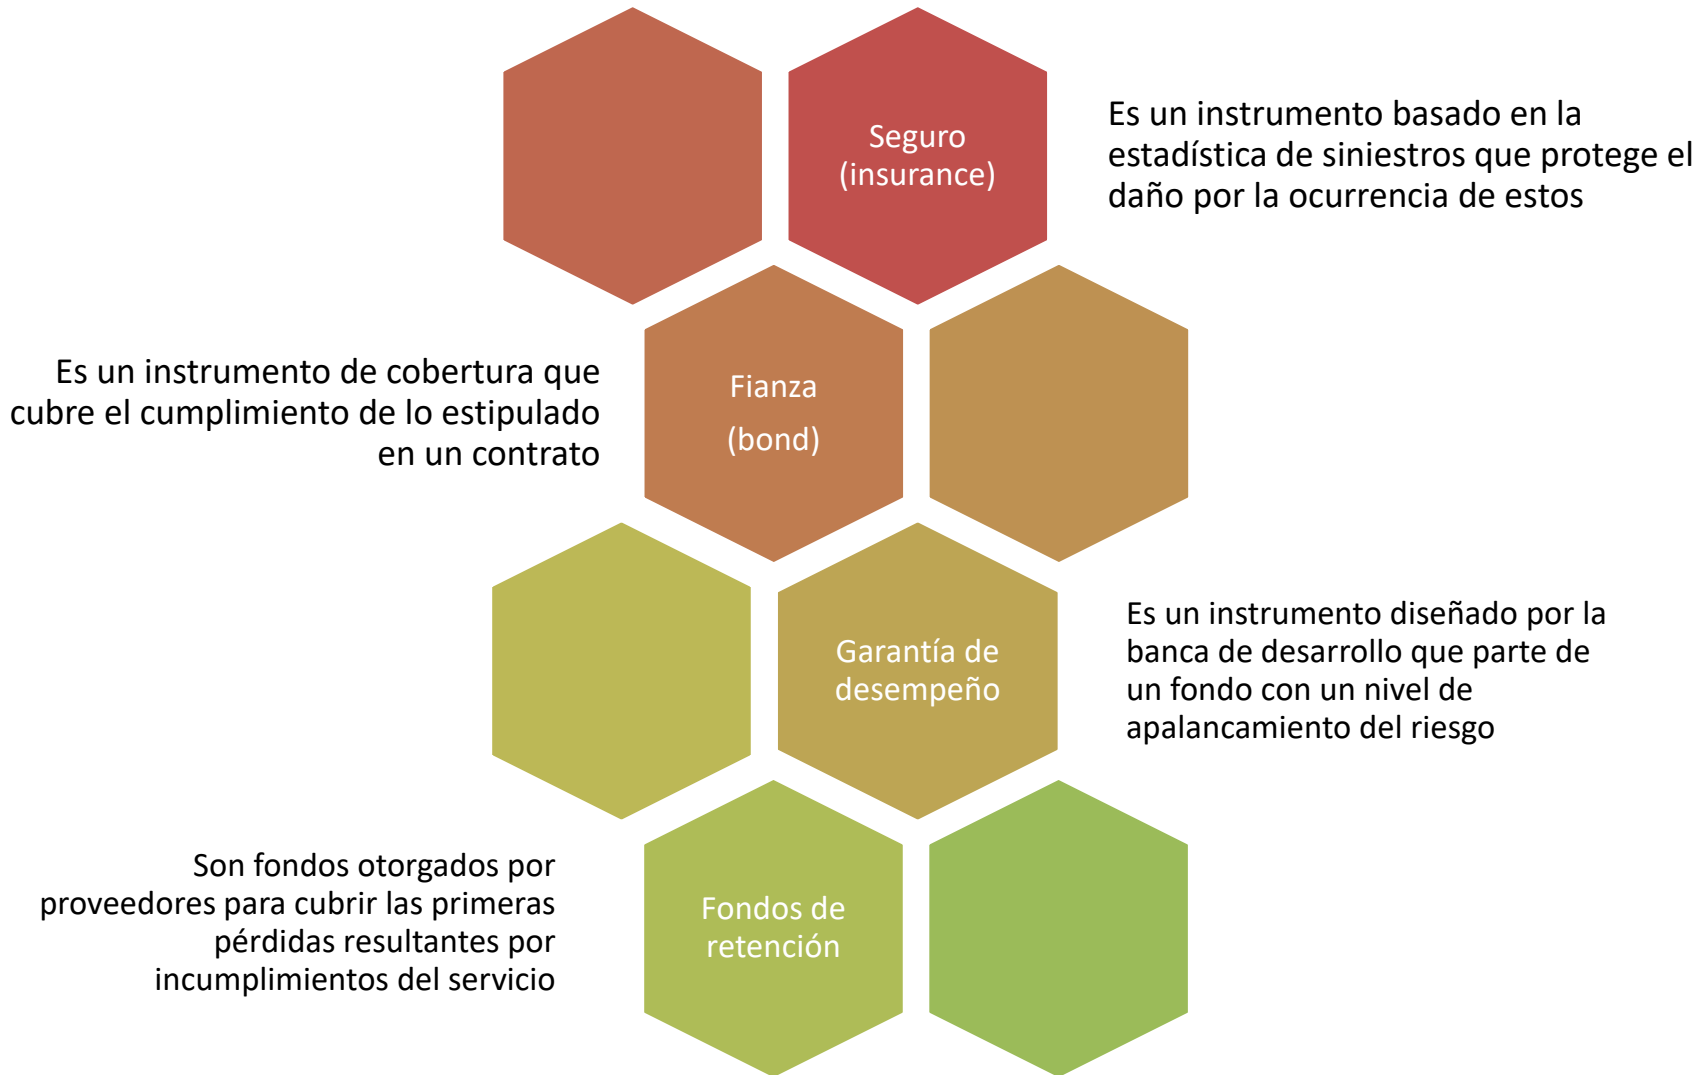 Seguro
(insurance)
Es un instrumento basado en la
estadística de siniestros que protege el
daño por la ocurrencia de estos
Es un instrumento de cobertura que
cubre el cumplimiento de lo estipulado
en un contrato
Fianza
(bond)
Garantía de
desempeño
Es un instrumento diseñado por la
banca de desarrollo que parte de
un fondo con un nivel de
apalancamiento del riesgo
Son fondos otorgados por
proveedores para cubrir las primeras
pérdidas resultantes por
incumplimientos del servicio
Fondos de
retención